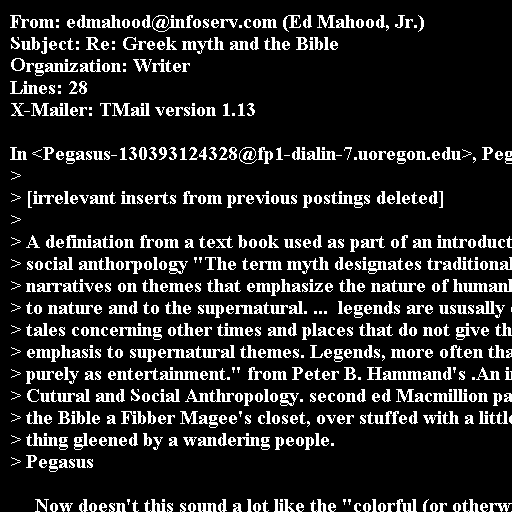 From: edmahood@infoserv.com (Ed Mahood, Jr.)
Subject: Re: Greek myth and the Bible
Organization: Writer
Lines: 28
X-Mailer: TMail version 1.13

In <Pegasus-130393124328@fp1-dialin-7.uoregon.edu>, Peg
>
> [irrelevant inserts from previous postings deleted]
>
> A definiation from a text book used as part of an introduct
> social anthorpology "The term myth designates traditional
> narratives on themes that emphasize the nature of human
> to nature and to the supernatural. ...  legends are ususally
> tales concerning other times and places that do not give th
> emphasis to supernatural themes. Legends, more often tha
> purely as entertainment." from Peter B. Hammand's .An i
> Cutural and Social Anthropology. second ed Macmillion pa
> the Bible a Fibber Magee's closet, over stuffed with a little
> thing gleened by a wandering people.
> Pegasus

Now doesn't this sound a lot like the "colorful (or otherw